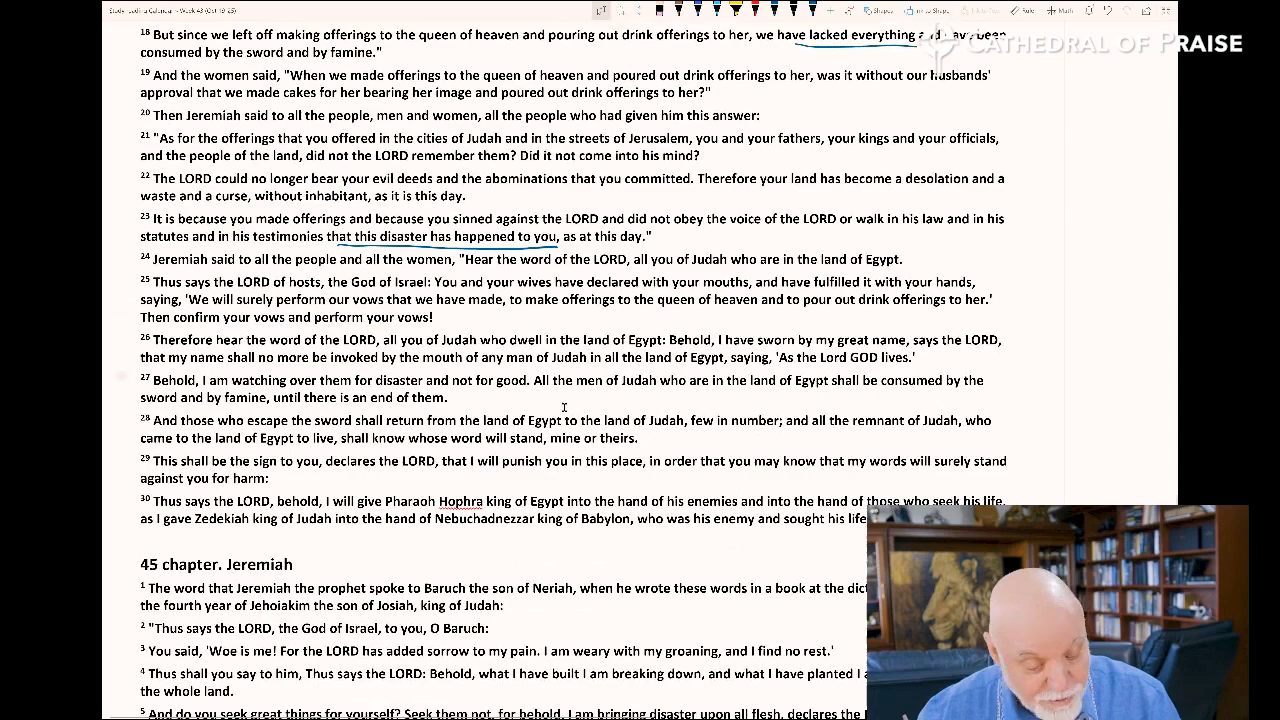 Study reading Calendar - Week 43 (Oct 19-25)
Shapes
Ink to Shape
Rule
Math
CATHEDRAL OF PRAISE
18 But since we left off making offerings to the queen of heaven and pouring out drink offerings to her, we have lacked everything and have been
consumed by the sword and by famine."
19 And the women said, "When we made offerings to the queen of heaven and poured out drink offerings to her, was it without our husbands'
approval that we made cakes for her bearing her image and poured out drink offerings to her?"
20 Then Jeremiah said to all the people, men and women, all the people who had given him this answer:
21 "As for the offerings that you offered in the cities of Judah and in the streets of Jerusalem, you and your fathers, your kings and your officials,
and the people of the land, did not the LORD remember them? Did it not come into his mind?
22 The LORD could no longer bear your evil deeds and the abominations that you committed. Therefore your land has become a desolation and a
waste and a curse, without inhabitant, as it is this day.
23 It is because you made offerings and because you sinned against the LORD and did not obey the voice of the LORD or walk in his law and in his
statutes and in his testimonies that this disaster has happened to you, as at this day."
24 Jeremiah said to all the people and all the women, "Hear the word of the LORD, all you of Judah who are in the land of Egypt.
25 Thus says the LORD of hosts, the God of Israel: You and your wives have declared with your mouths, and have fulfilled it with your hands,
saying, 'We will surely perform our vows that we have made, to make offerings to the queen of heaven and to pour out drink offerings to her.'
Then confirm your vows and perform your vows!
26 Therefore hear the word of the LORD, all you of Judah who dwell in the land of Egypt: Behold, I have sworn by my great name, says the LORD,
that my name shall no more be invoked by the mouth of any man of Judah in all the land of Egypt, saying, 'As the Lord GOD lives.'
27 Behold, I am watching over them for disaster and not for good. All the men of Judah who are in the land of Egypt shall be consumed by the
sword and by famine, until there is an end of them.
28 And those who escape the sword shall return from the land of Egypt to the land of Judah, few in number; and all the remnant of Judah, who
came to the land of Egypt to live, shall know whose word will stand, mine or theirs.
29 This shall be the sign to you, declares the LORD, that I will punish you in this place, in order that you may know that my words will surely stand
against you for harm:
30 Thus says the LORD, behold, I will give Pharaoh Hophra king of Egypt into the hand of his enemies and into the hand of those who seek his life,
as I gave Zedekiah king of Judah into the hand of Nebuchadnezzar king of Babylon, who was his enemy and sought his life
45 chapter. Jeremiah
1 The word that Jeremiah the prophet spoke to Baruch the son of Neriah, when he wrote these words in a book at the dict
the fourth year of Jehoiakim the son of Josiah, king of Judah:
2 "Thus says the LORD, the God of Israel, to you, O Baruch:
3 You said, 'Woe is me! For the LORD has added sorrow to my pain. I am weary with my groaning, and I find no rest.'
4 Thus shall you say to him, Thus says the LORD: Behold, what I have built I am breaking down, and what I have planted I a
the whole land.
5 And do you seek great things for yourself? Seek them not, for behold, I am bringing disaster upon all flesh, declares the